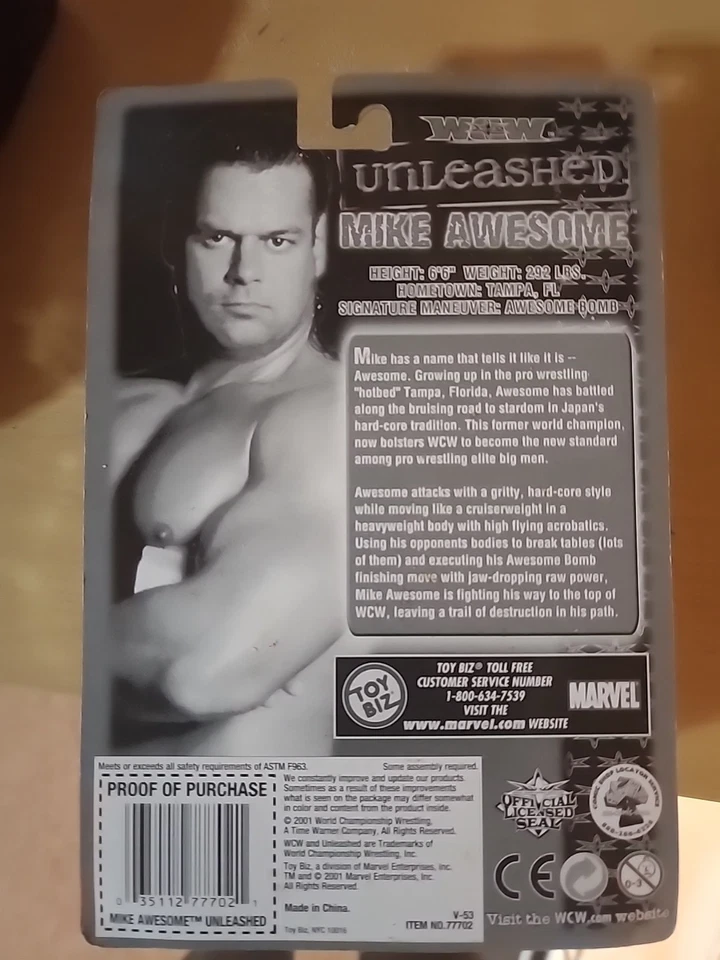 WCW
UNLEASHED
MIKE AWESOME
HEIGHT: 6'6" WEIGHT: 292 LBS.
HOMETOWN: TAMPA, FL
SIGNATURE MANEUVER: AWESOME BOMB
Mike has a name that tells it like it is --
Awesome. Growing up in the pro wrestling
"hotbed" Tampa, Florida, Awesome has battled
along the bruising road to stardom in Japan's
hard-core tradition. This former world champion,
now bolsters WCW to become the new standard
among pro wrestling elite big men.
Awesome attacks with a gritty, hard-core style
while moving like a cruiserweight in a
heavyweight body with high flying acrobatics.
Using his opponents bodies to break tables (lots
of them) and executing his Awesome Bomb
finishing move with jaw-dropping raw power,
Mike Awesome is fighting his way to the top of
WCW, leaving a trail of destruction in his path.
TOY BIZ
TOY BIZ® TOLL FREE
CUSTOMER SERVICE NUMBER
1-800-634-7539
VISIT THE
www.marvel.com WEBSITE
MARVEL
Meets or exceeds all safety requirements of ASTM F963.
Some assembly required.
PROOF OF PURCHASE
0 35112 77702 1
MIKE AWESOME™ UNLEASHED
We constantly improve and update our products.
Sometimes as a result of these improvements
what is seen on the package may differ somewhat
in color and content from the product inside.
© 2001 World Championship Wrestling,
A Time Warner Company, All Rights Reserved.
WCW and Unleashed are Trademarks of
World Championship Wrestling, Inc.
Toy Biz, a division of Marvel Enterprises, Inc.
TM and © 2001 Marvel Enterprises, Inc.
All Rights Reserved.
Made in China.
Toy Biz, NYC 10016
V-53
ITEM NO.77702
OFFICIAL
LICENSED
SEAL
COMIC SHOP LOCATOR SERVICE
CE
0-3
Visit the WCW.com website